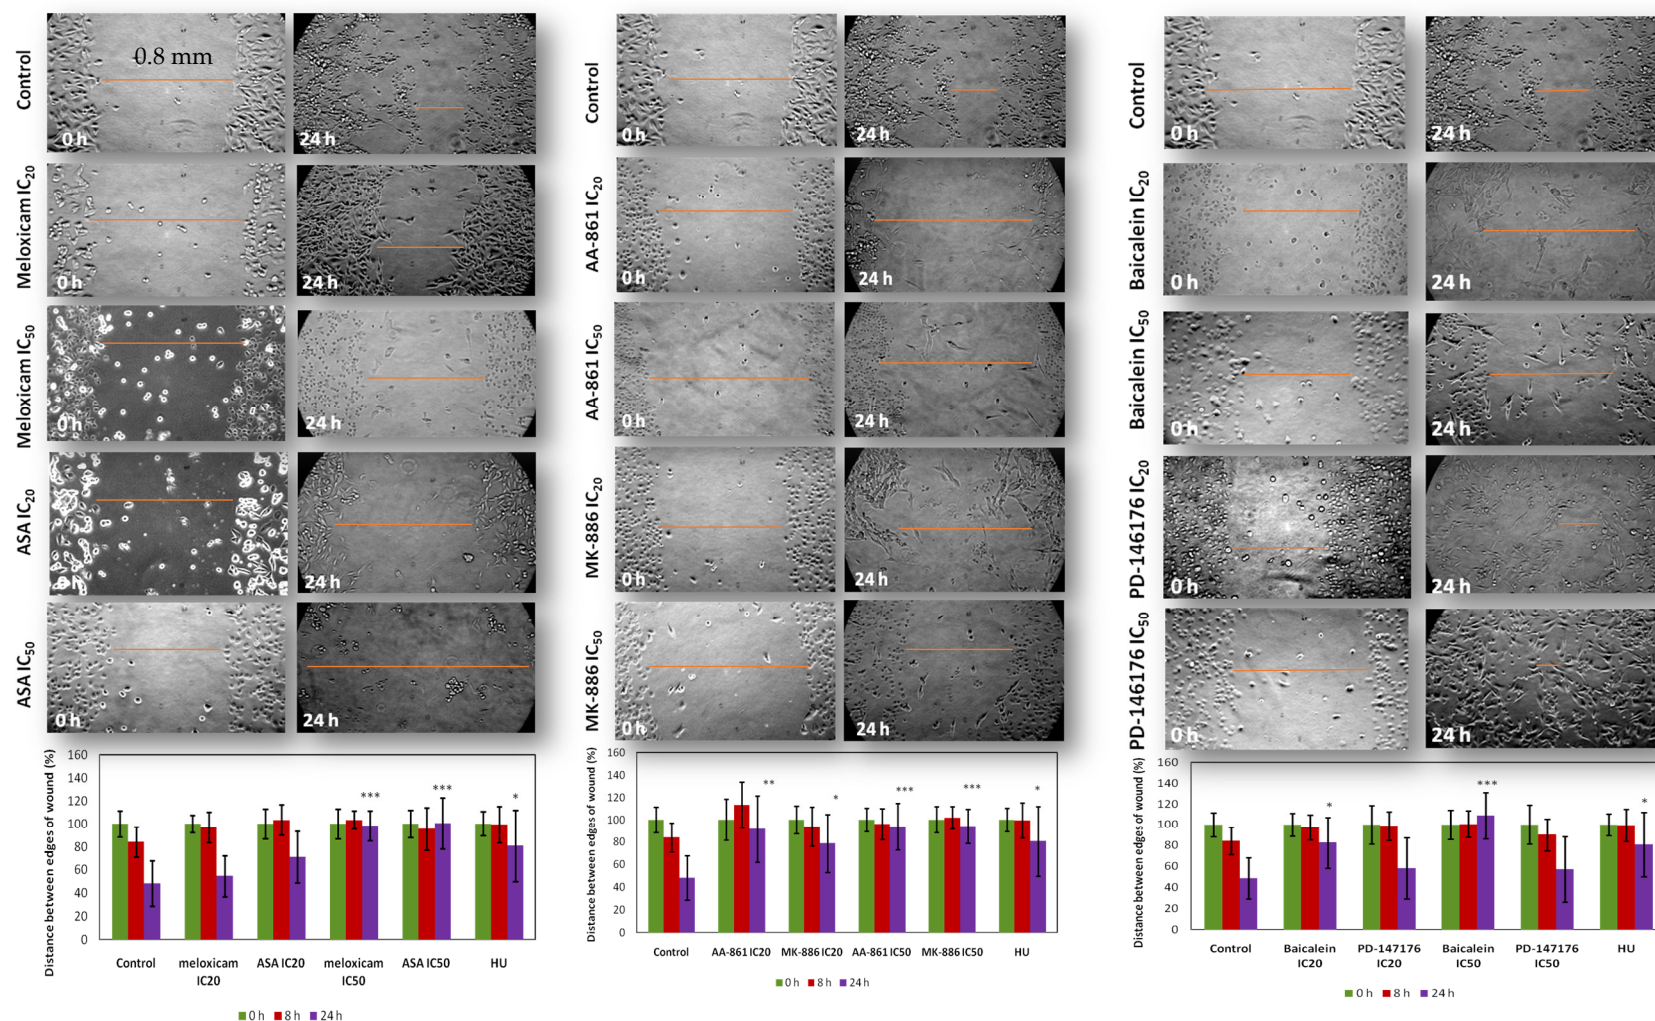 Control
0.8 mm
0 h
24 h
Meloxicam IC20
0 h
24 h
Meloxicam IC50
0 h
24 h
ASA IC20
0 h
24 h
ASA IC50
0 h
24 h
Distance between edges of wound (%)
160
140
120
100
80
60
40
20
0
***
***
*
Control
meloxicam IC20
ASA IC20
meloxicam IC50
ASA IC50
HU
0 h 8 h 24 h
Control
0 h
24 h
AA-861 IC20
0 h
24 h
AA-861 IC50
0 h
24 h
MK-886 IC20
0 h
24 h
MK-886 IC50
0 h
24 h
Distance between edges of wound (%)
160
140
120
100
80
60
40
20
0
**
*
***
***
*
Control
AA-861 IC20
MK-886 IC20
AA-861 IC50
MK-886 IC50
HU
0 h 8 h 24 h
Control
0 h
24 h
Baicalein IC20
0 h
24 h
Baicalein IC50
0 h
24 h
PD-146176 IC20
0 h
24 h
PD-146176 IC50
0 h
24 h
Distance between edges of wound (%)
160
140
120
100
80
60
40
20
0
*
***
*
Control
Baicalein IC20
PD-147176 IC20
Baicalein IC50
PD-147176 IC50
HU
0 h 8 h 24 h